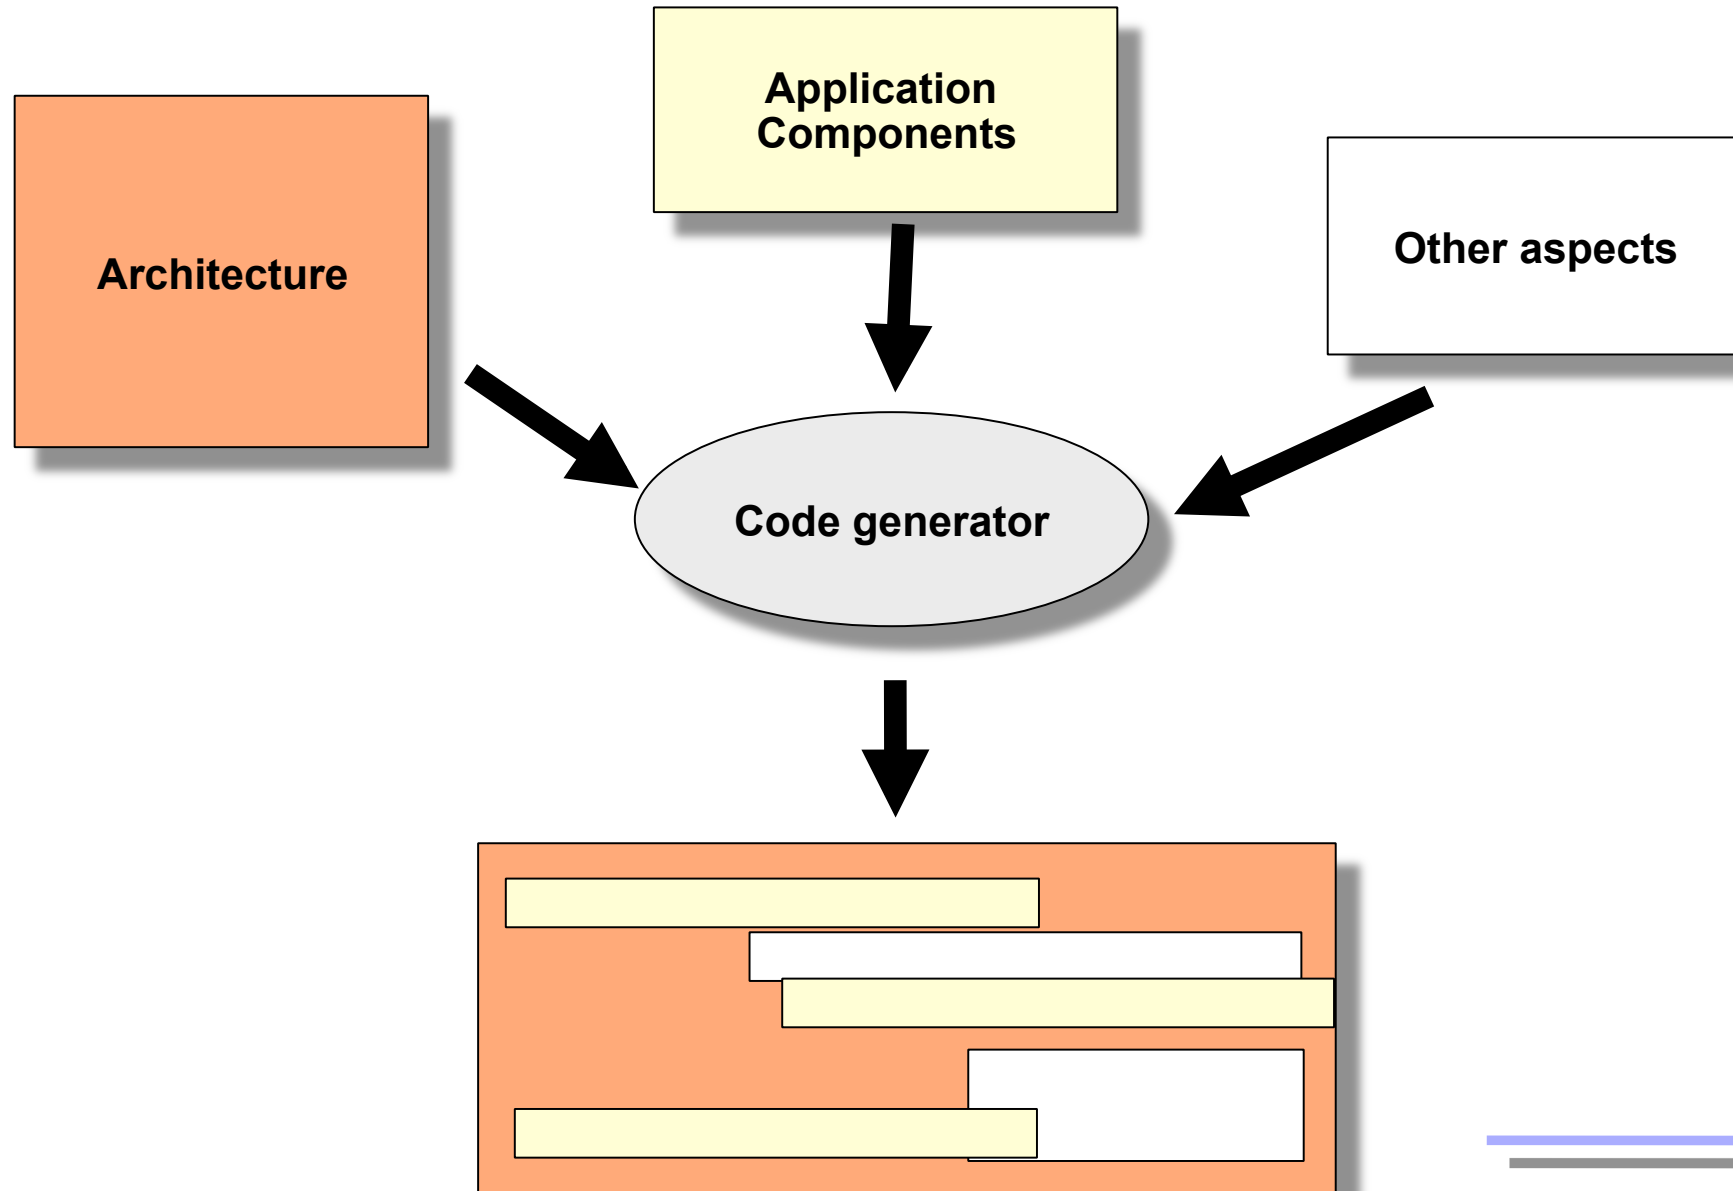 Application
Components
Architecture
Other aspects
Code generator